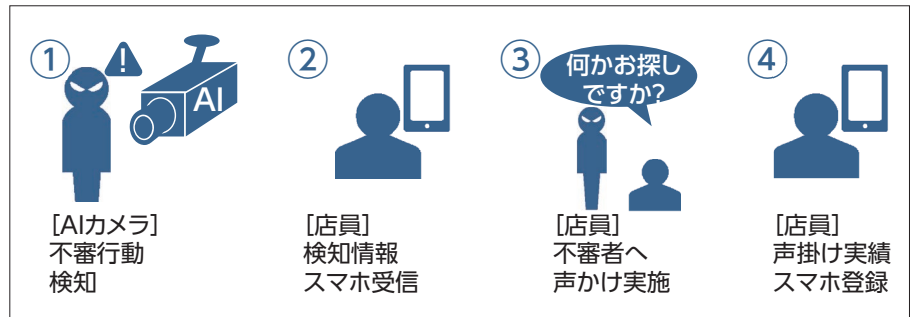 ①
!
AI
[AIカメラ]
不審行動
検知
②
[店員]
検知情報
スマホ受信
③
何かお探し
ですか?
[店員]
不審者へ
声かけ実施
④
[店員]
声掛け実績
スマホ登録